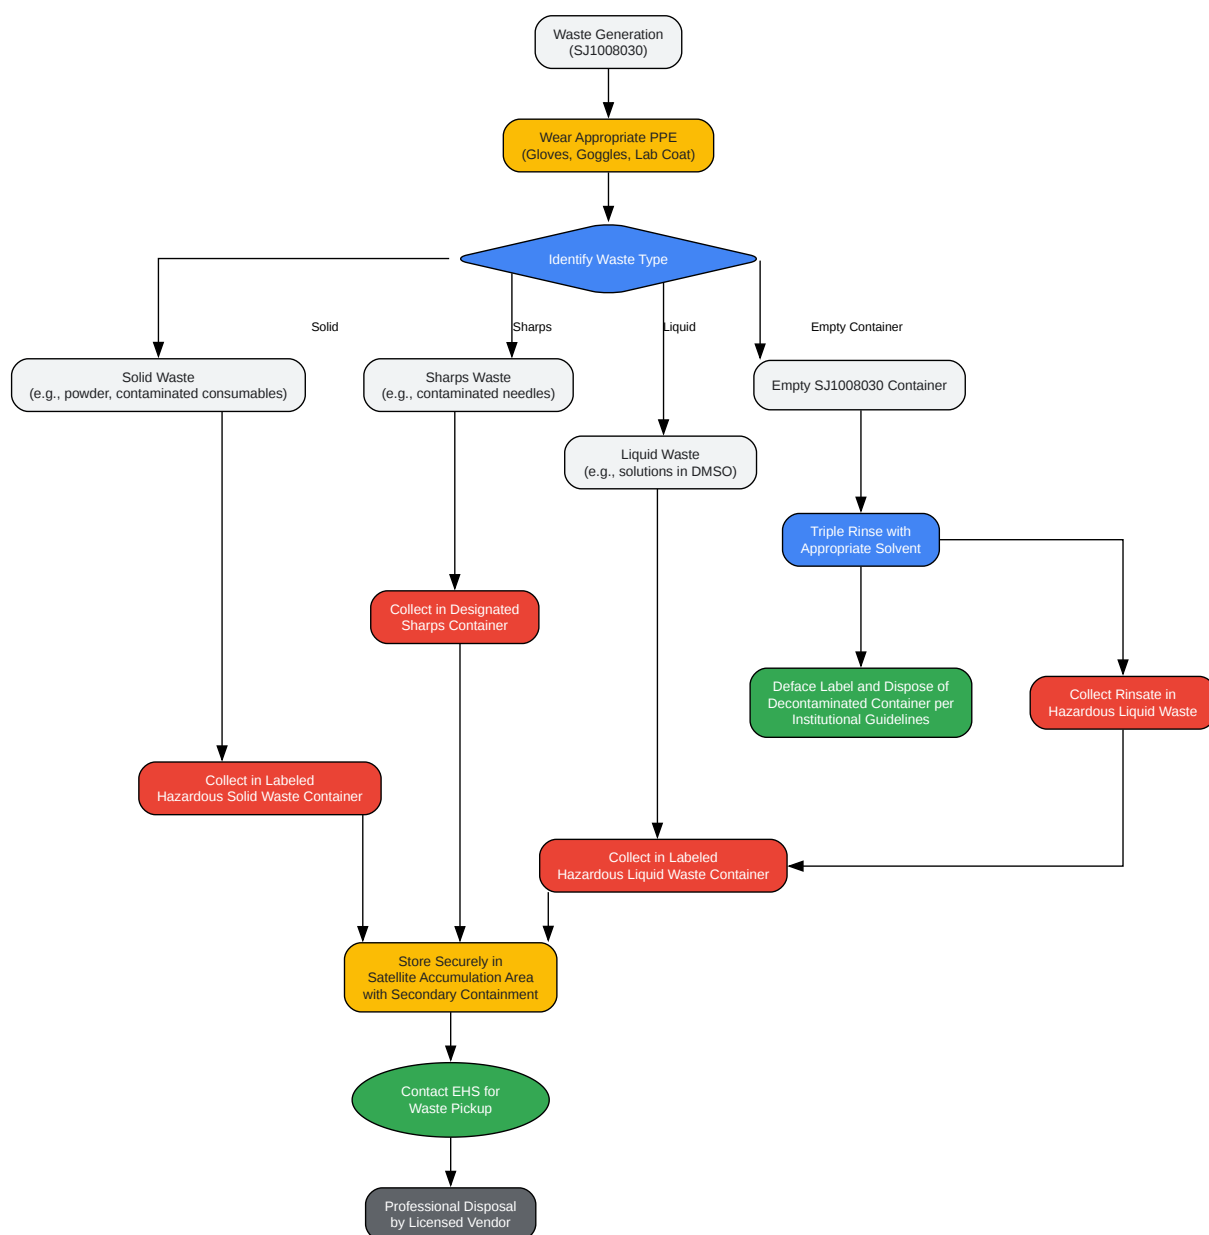 Waste Generation
(SJ1008030)
Wear Appropriate PPE
(Gloves, Goggles, Lab Coat)
Identify Waste Type
Solid
Sharps
Liquid
Empty Container
Solid Waste
(e.g., powder, contaminated consumables)
Sharps Waste
(e.g., contaminated needles)
Empty SJ1008030 Container
Liquid Waste
(e.g., solutions in DMSO)
Triple Rinse with
Appropriate Solvent
Collect in Designated
Sharps Container
Deface Label and Dispose of
Decontaminated Container per
Institutional Guidelines
Collect Rinsate in
Hazardous Liquid Waste
Collect in Labeled
Hazardous Solid Waste Container
Collect in Labeled
Hazardous Liquid Waste Container
Store Securely in
Satellite Accumulation Area
with Secondary Containment
Contact EHS for
Waste Pickup
Professional Disposal
by Licensed Vendor